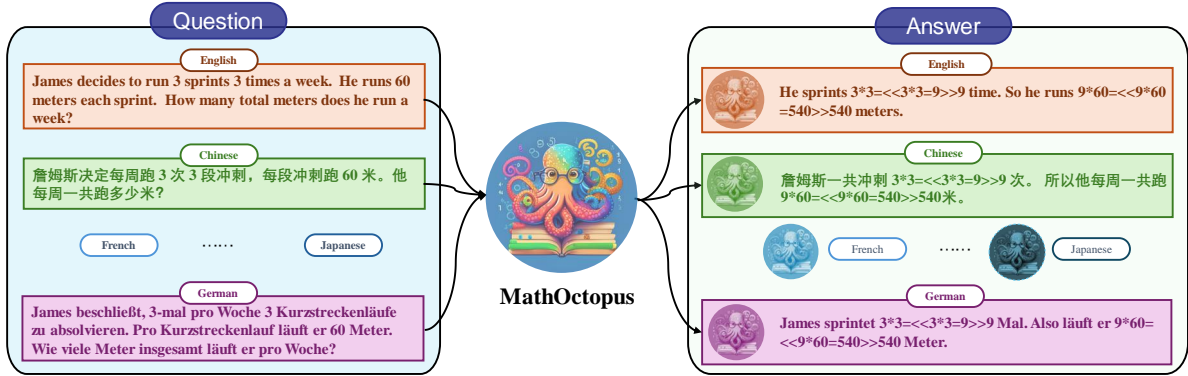 Question
English
James decides to run 3 sprints 3 times a week. He runs 60
meters each sprint. How many total meters does he run a
week?
Chinese
詹姆斯决定每周跑 3 次 3 段冲刺，每段冲刺跑 60 米。他
每周一共跑多少米？
French
……
Japanese
German
James beschließt, 3-mal pro Woche 3 Kurzstreckenläufe
zu absolvieren. Pro Kurzstreckenlauf läuft er 60 Meter.
Wie viele Meter insgesamt läuft er pro Woche?
MathOctopus
Answer
English
He sprints 3*3=<<3*3=9>>9 time. So he runs 9*60=<<9*60
=540>>540 meters.
Chinese
詹姆斯一共冲刺 3*3=<<3*3=9>>9 次。 所以他每周一共跑
9*60=<<9*60=540>>540米。
French
……
Japanese
German
James sprintet 3*3=<<3*3=9>>9 Mal. Also läuft er 9*60=
<<9*60=540>>540 Meter.